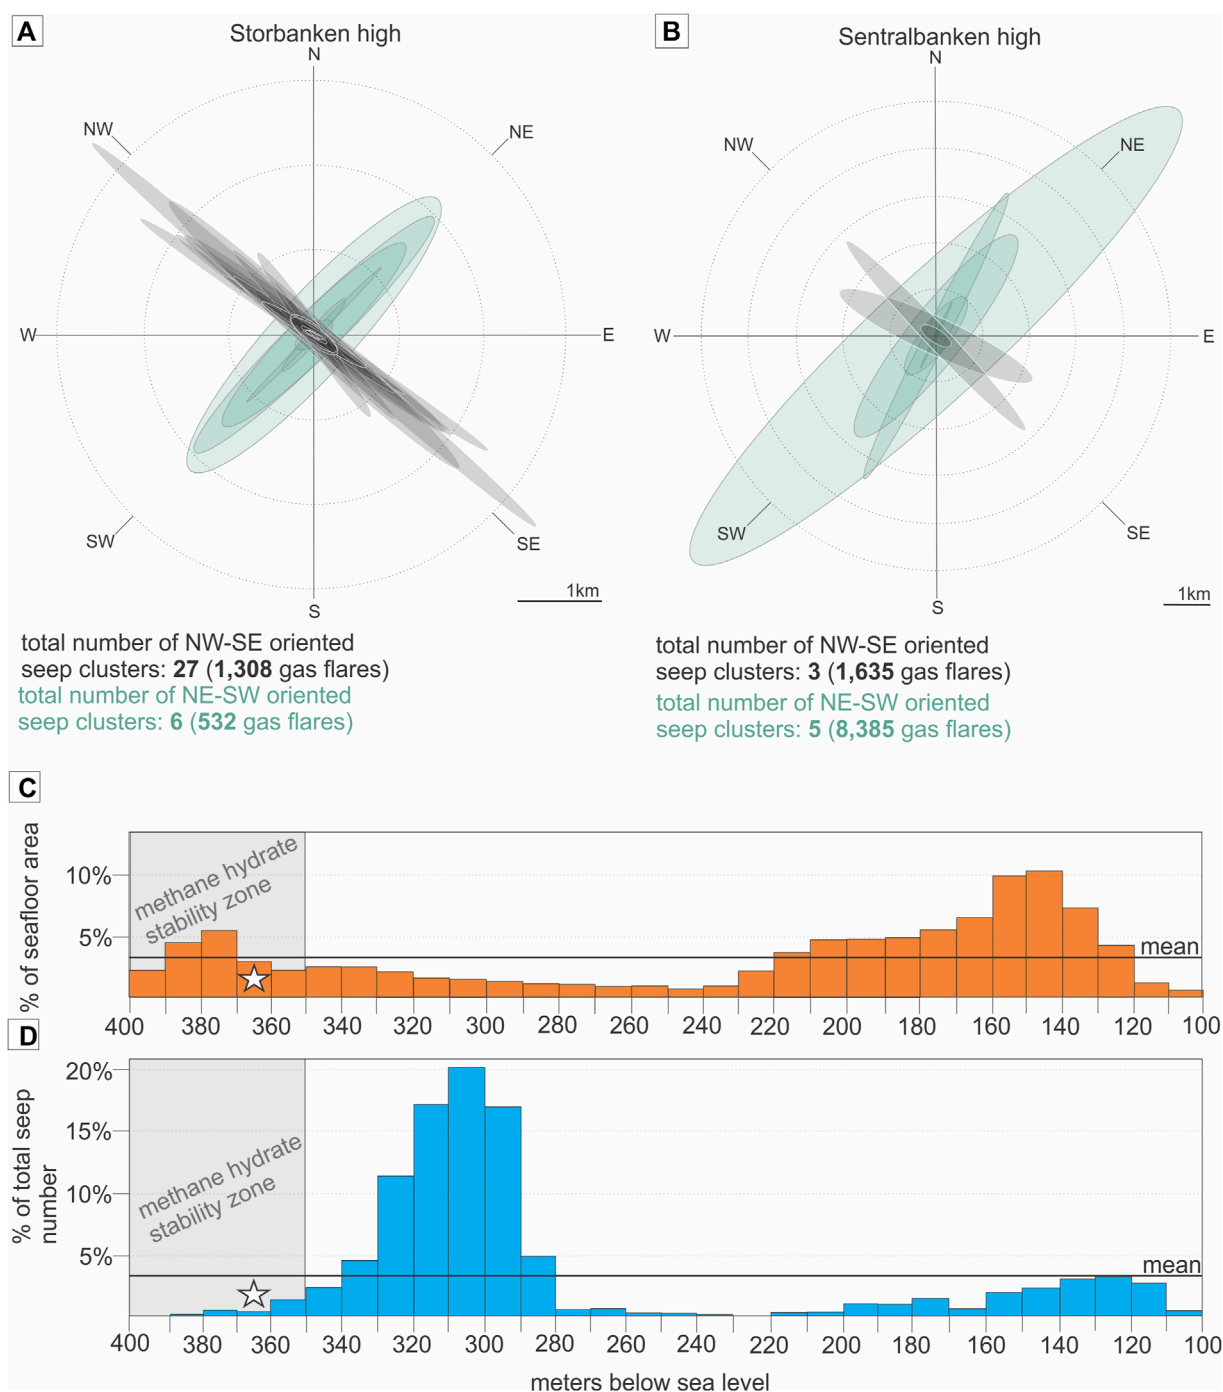 A
Storbanken high
N
NW
NE
W
E
SW
SE
S
1km
total number of NW-SE oriented
seep clusters: 27 (1,308 gas flares)
total number of NE-SW oriented
seep clusters: 6 (532 gas flares)
B
Sentralbanken high
N
NW
NE
W
E
SW
SE
S
1km
total number of NW-SE oriented
seep clusters: 3 (1,635 gas flares)
total number of NE-SW oriented
seep clusters: 5 (8,385 gas flares)
C
% of seafloor area
10%
5%
methane hydrate
stability zone
mean
400 380 360 340 320 300 280 260 240 220 200 180 160 140 120 100
D
% of total seep
number
20%
15%
10%
5%
methane hydrate
stability zone
mean
400 380 360 340 320 300 280 260 240 220 200 180 160 140 120 100
meters below sea level